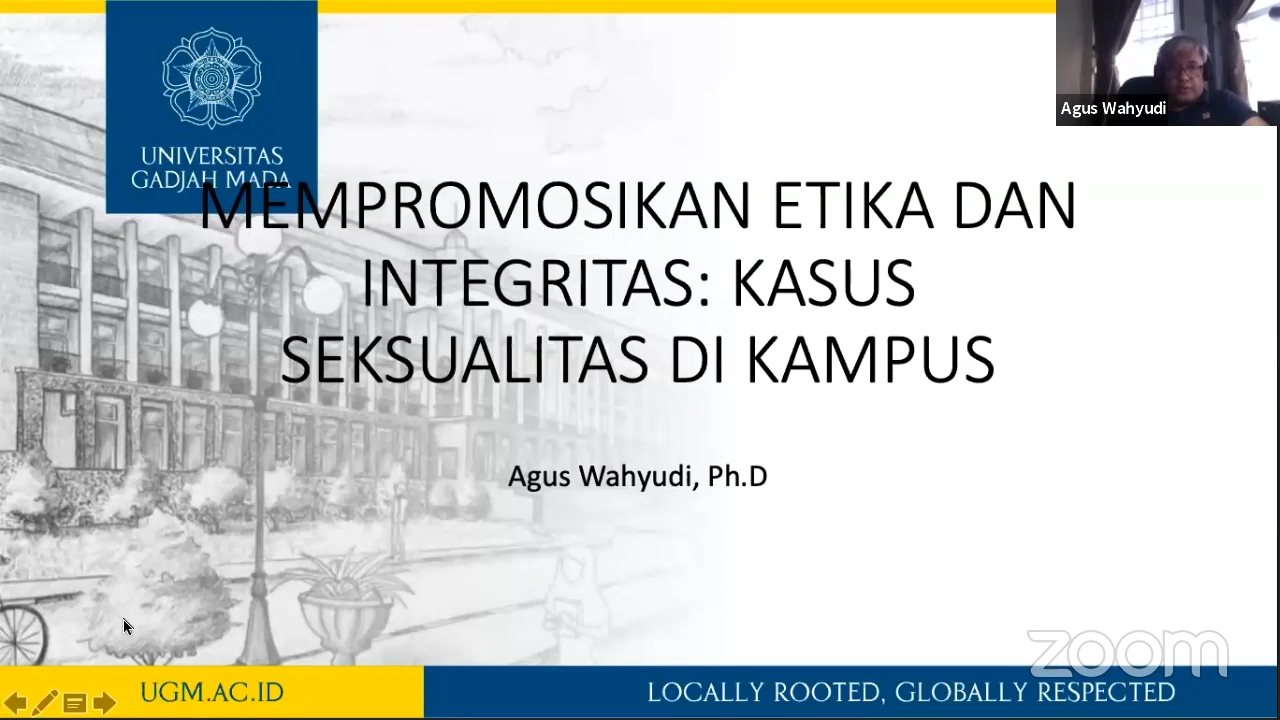 UNIVERSITAS
GADJAH MADA
Agus Wahyudi
MEMPROMOSIKAN ETIKA DAN
INTEGRITAS: KASUS
SEKSUALITAS DI KAMPUS
Agus Wahyudi, Ph.D
zoom
UGM.AC.ID
LOCALLY ROOTED, GLOBALLY RESPECTED